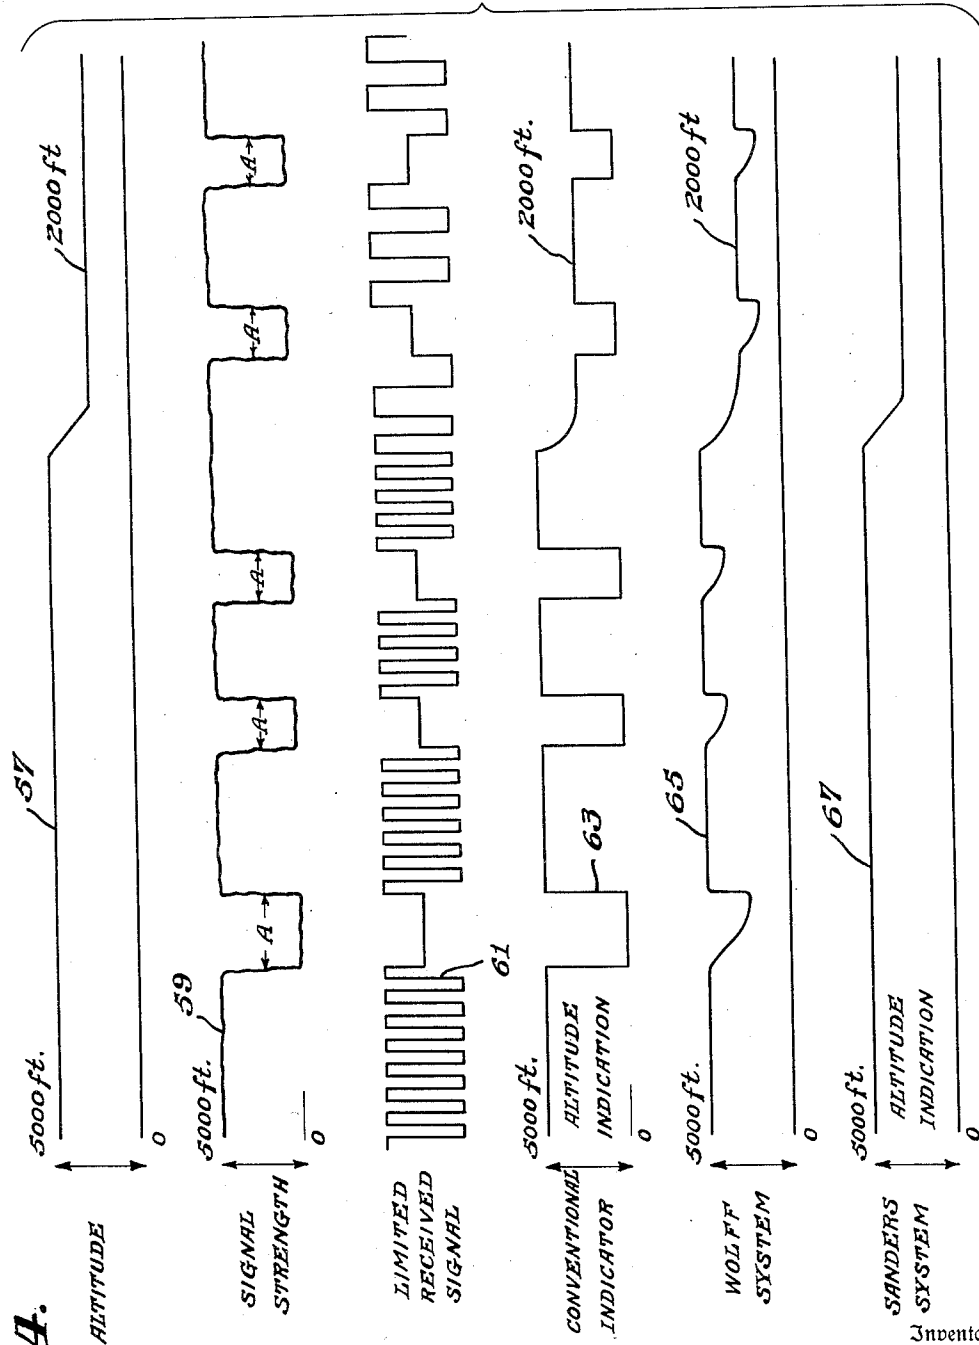 4.
ALTITUDE
5000 ft.
0
57
2000 ft
SIGNAL
STRENGTH
5000 ft.
0
59
A
A
A
A
A
LIMITED
RECEIVED
SIGNAL
61
CONVENTIONAL
INDICATOR
5000 ft.
0
ALTITUDE
INDICATION
63
2000 ft.
WOLFF
SYSTEM
5000 ft.
0
65
2000 ft
SANDERS
SYSTEM
5000 ft.
0
ALTITUDE
INDICATION
67